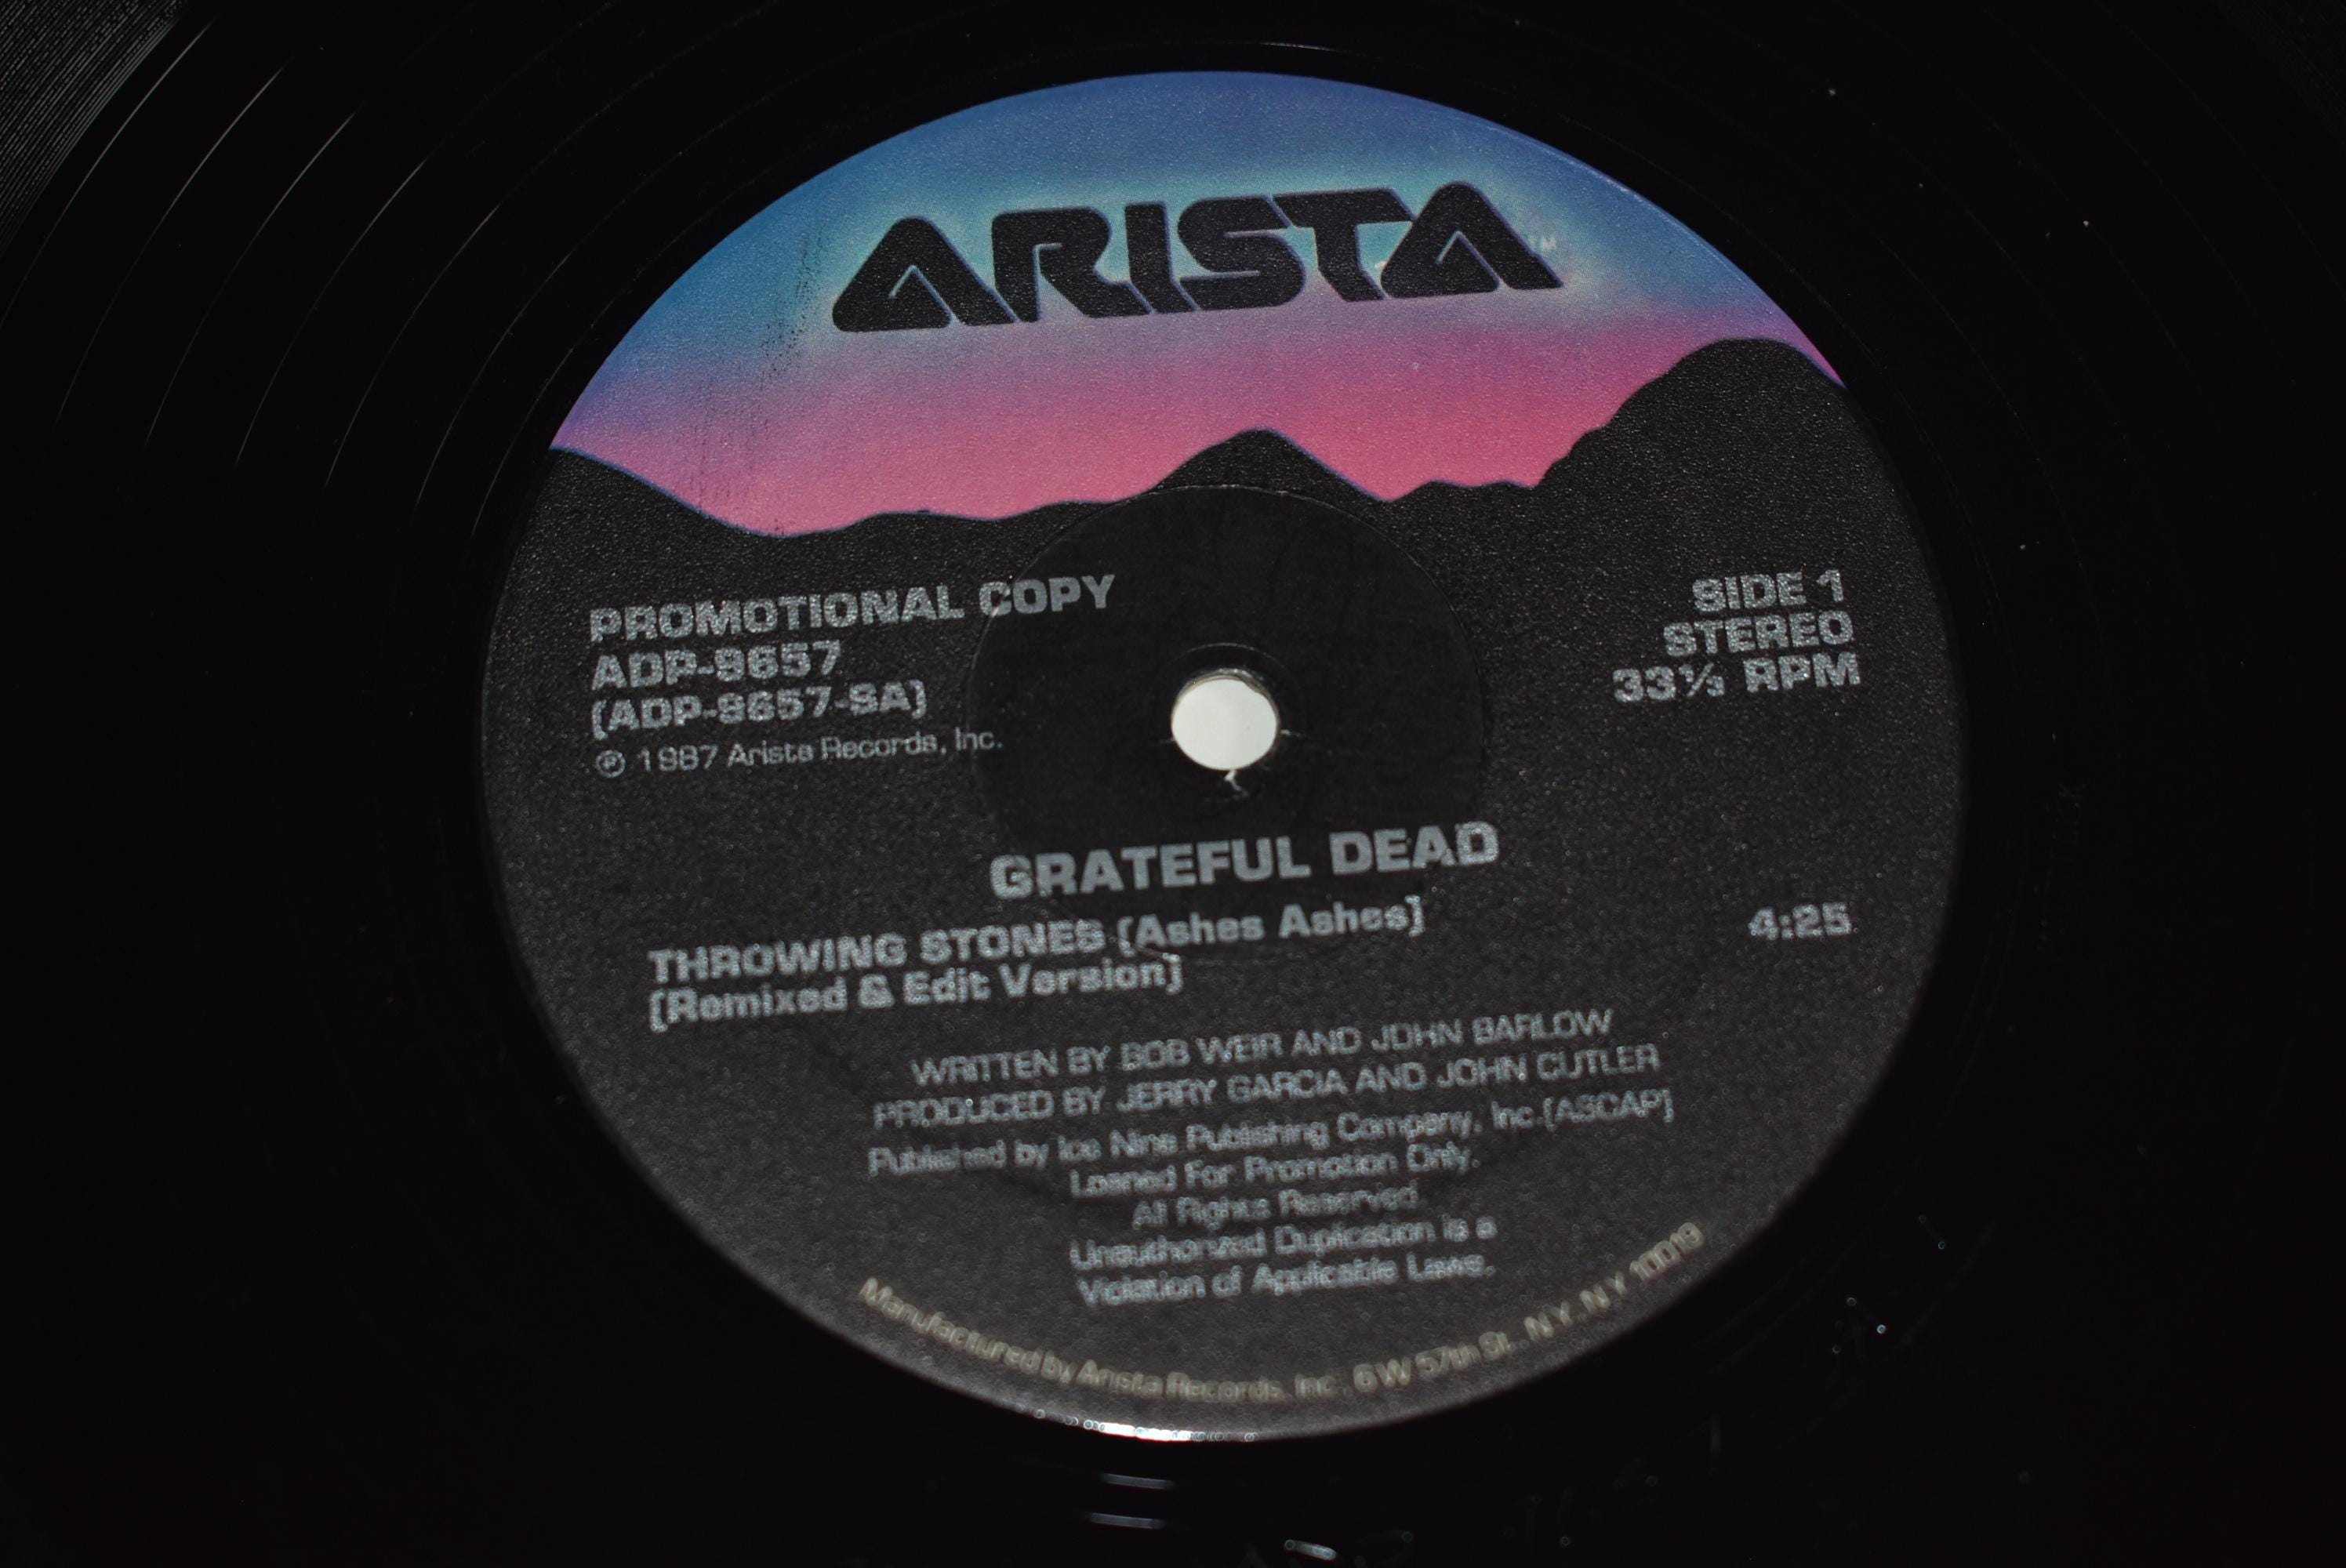 ARISTA™
PROMOTIONAL COPY
ADP-9657
(ADP-9657-SA)
℗ 1987 Arista Records, Inc.
SIDE 1
STEREO
33⅓ RPM
GRATEFUL DEAD
THROWING STONES (Ashes Ashes) 4:25
(Remixed & Edit Version)
WRITTEN BY BOB WEIR AND JOHN BARLOW
PRODUCED BY JERRY GARCIA AND JOHN CUTLER
Published by Ice Nine Publishing Company, Inc.(ASCAP)
Loaned For Promotion Only.
All Rights Reserved.
Unauthorized Duplication is a
Violation of Applicable Laws.
Manufactured by Arista Records, Inc., 6 W 57th St., N.Y., N.Y. 10019